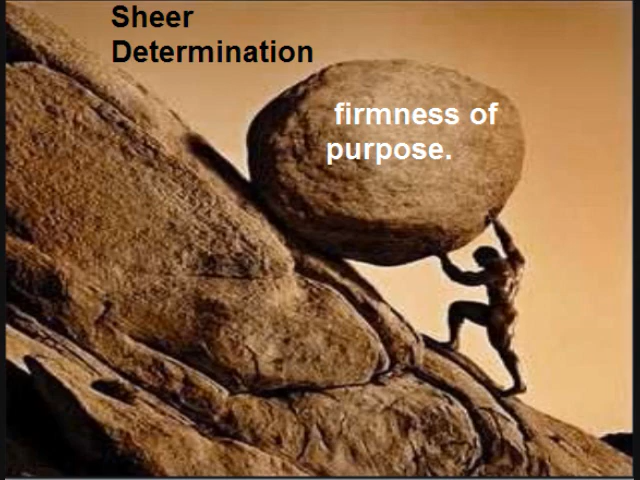 Sheer
Determination
firmness of
purpose.